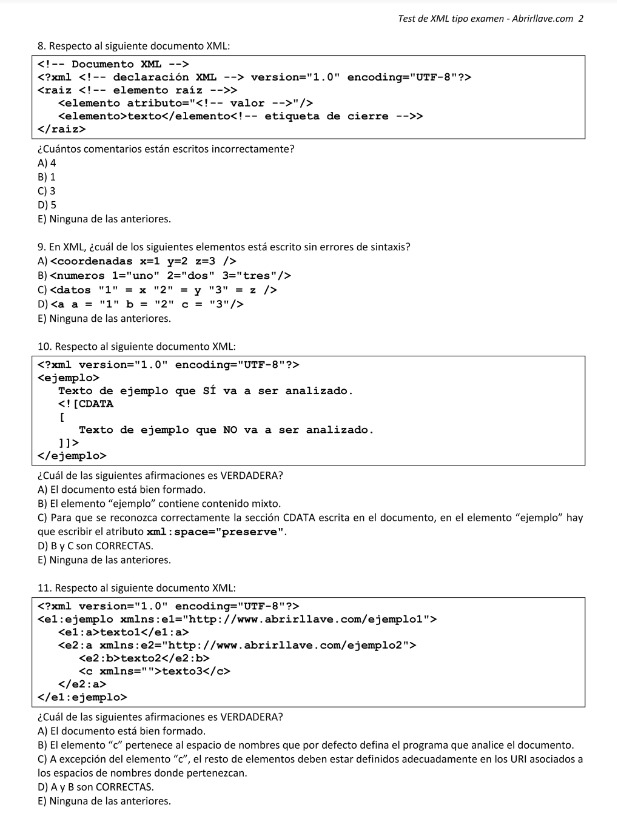 Test de XML tipo examen - Abrirllave.com 2
8. Respecto al siguiente documento XML:
<!-- Documento XML -->
<?xml <!-- declaración XML --> version="1.0" encoding="UTF-8"?>
<raiz <!-- elemento raíz -->>
<elemento atributo="<!-- valor -->"/>
<elemento>texto</elemento<!-- etiqueta de cierre -->>
</raiz>
¿Cuántos comentarios están escritos incorrectamente?
A) 4
B) 1
C) 3
D) 5
E) Ninguna de las anteriores.
9. En XML, ¿cuál de los siguientes elementos está escrito sin errores de sintaxis?
A) <coordenadas x=1 y=2 z=3 />
B) <numeros 1="uno" 2="dos" 3="tres"/>
C) <datos "1" = x "2" = y "3" = z />
D) <a a = "1" b = "2" c = "3"/>
E) Ninguna de las anteriores.
10. Respecto al siguiente documento XML:
<?xml version="1.0" encoding="UTF-8"?>
<ejemplo>
Texto de ejemplo que SÍ va a ser analizado.
<![CDATA
[
Texto de ejemplo que NO va a ser analizado.
]]>
</ejemplo>
¿Cuál de las siguientes afirmaciones es VERDADERA?
A) El documento está bien formado.
B) El elemento “ejemplo” contiene contenido mixto.
C) Para que se reconozca correctamente la sección CDATA escrita en el documento, en el elemento “ejemplo” hay
que escribir el atributo xml:space="preserve".
D) B y C son CORRECTAS.
E) Ninguna de las anteriores.
11. Respecto al siguiente documento XML:
<?xml version="1.0" encoding="UTF-8"?>
<e1:ejemplo xmlns:e1="http://www.abrirllave.com/ejemplo1">
<e1:a>texto1</e1:a>
<e2:a xmlns:e2="http://www.abrirllave.com/ejemplo2">
<e2:b>texto2</e2:b>
<c xmlns="">texto3</c>
</e2:a>
</e1:ejemplo>
¿Cuál de las siguientes afirmaciones es VERDADERA?
A) El documento está bien formado.
B) El elemento “c” pertenece al espacio de nombres que por defecto defina el programa que analice el documento.
C) A excepción del elemento “c”, el resto de elementos deben estar definidos adecuadamente en los URI asociados a
los espacios de nombres donde pertenezcan.
D) A y B son CORRECTAS.
E) Ninguna de las anteriores.